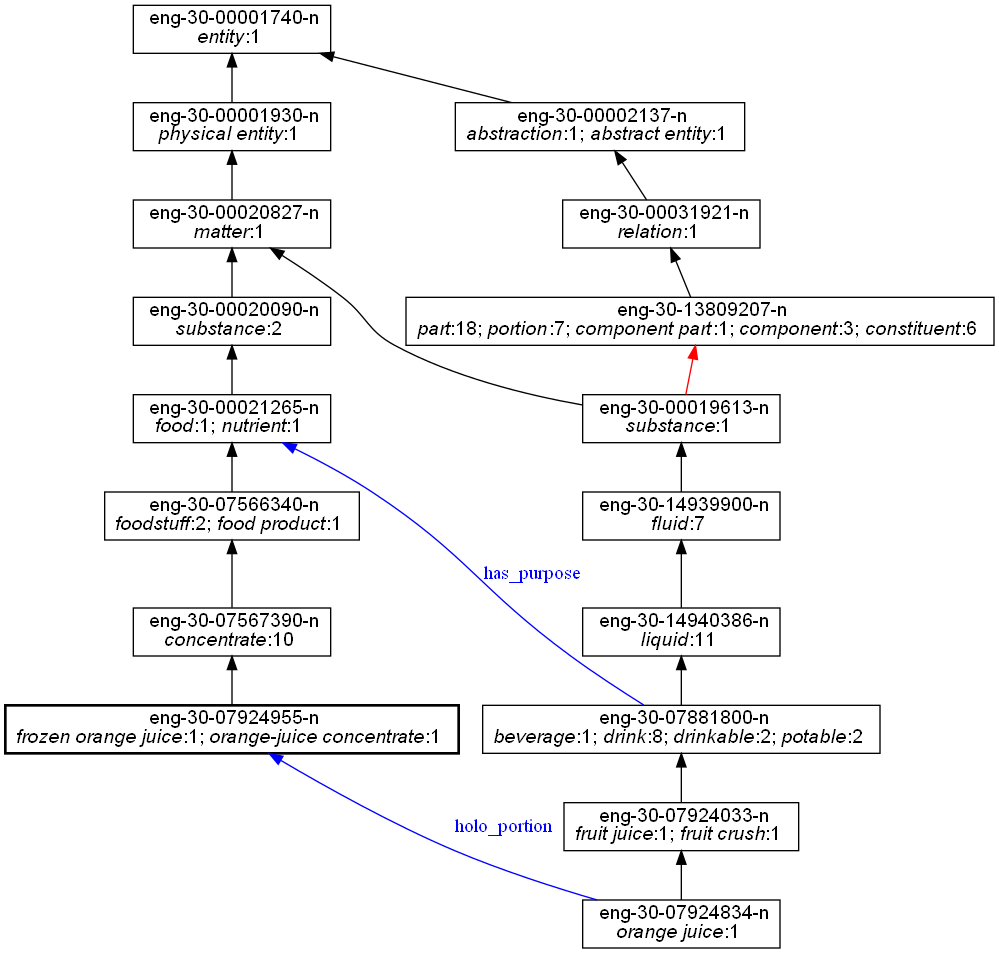 eng-30-00001740-n
entity:1
eng-30-00001930-n
physical entity:1
eng-30-00002137-n
abstraction:1; abstract entity:1
eng-30-00020827-n
matter:1
eng-30-00031921-n
relation:1
eng-30-00020090-n
substance:2
eng-30-13809207-n
part:18; portion:7; component part:1; component:3; constituent:6
eng-30-00021265-n
food:1; nutrient:1
eng-30-00019613-n
substance:1
eng-30-07566340-n
foodstuff:2; food product:1
eng-30-14939900-n
fluid:7
has_purpose
eng-30-07567390-n
concentrate:10
eng-30-14940386-n
liquid:11
eng-30-07924955-n
frozen orange juice:1; orange-juice concentrate:1
eng-30-07881800-n
beverage:1; drink:8; drinkable:2; potable:2
holo_portion
eng-30-07924033-n
fruit juice:1; fruit crush:1
eng-30-07924834-n
orange juice:1